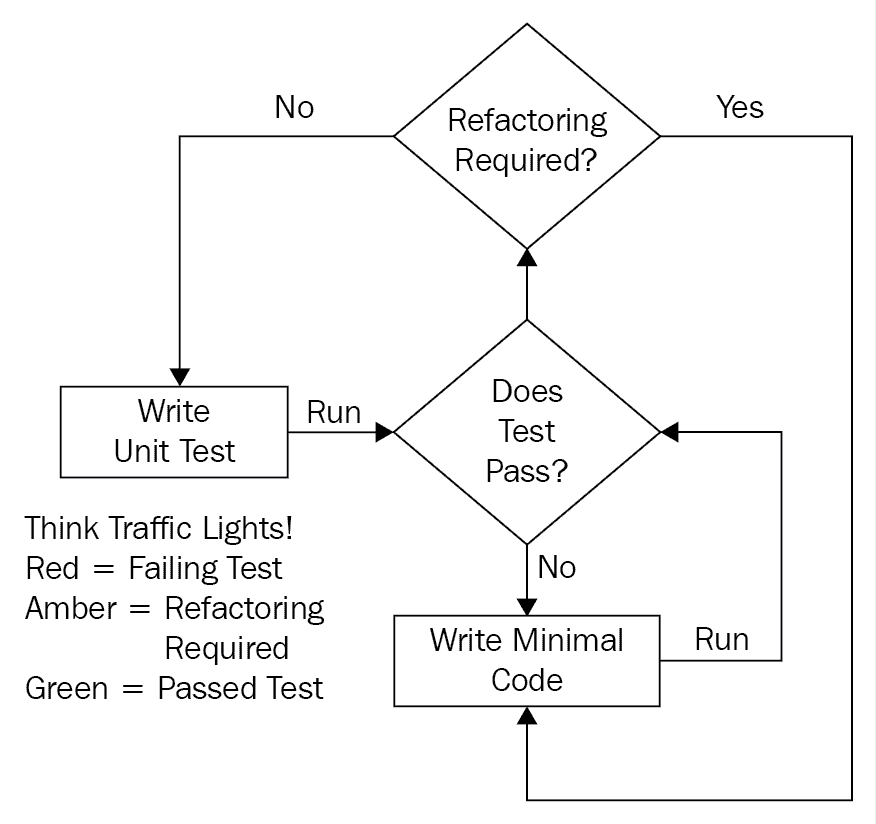 No
Yes
Refactoring
Required?
Write
Unit Test
Run
Does
Test
Pass?
Think Traffic Lights!
Red = Failing Test
Amber = Refactoring
Required
Green = Passed Test
No
Write Minimal
Code
Run